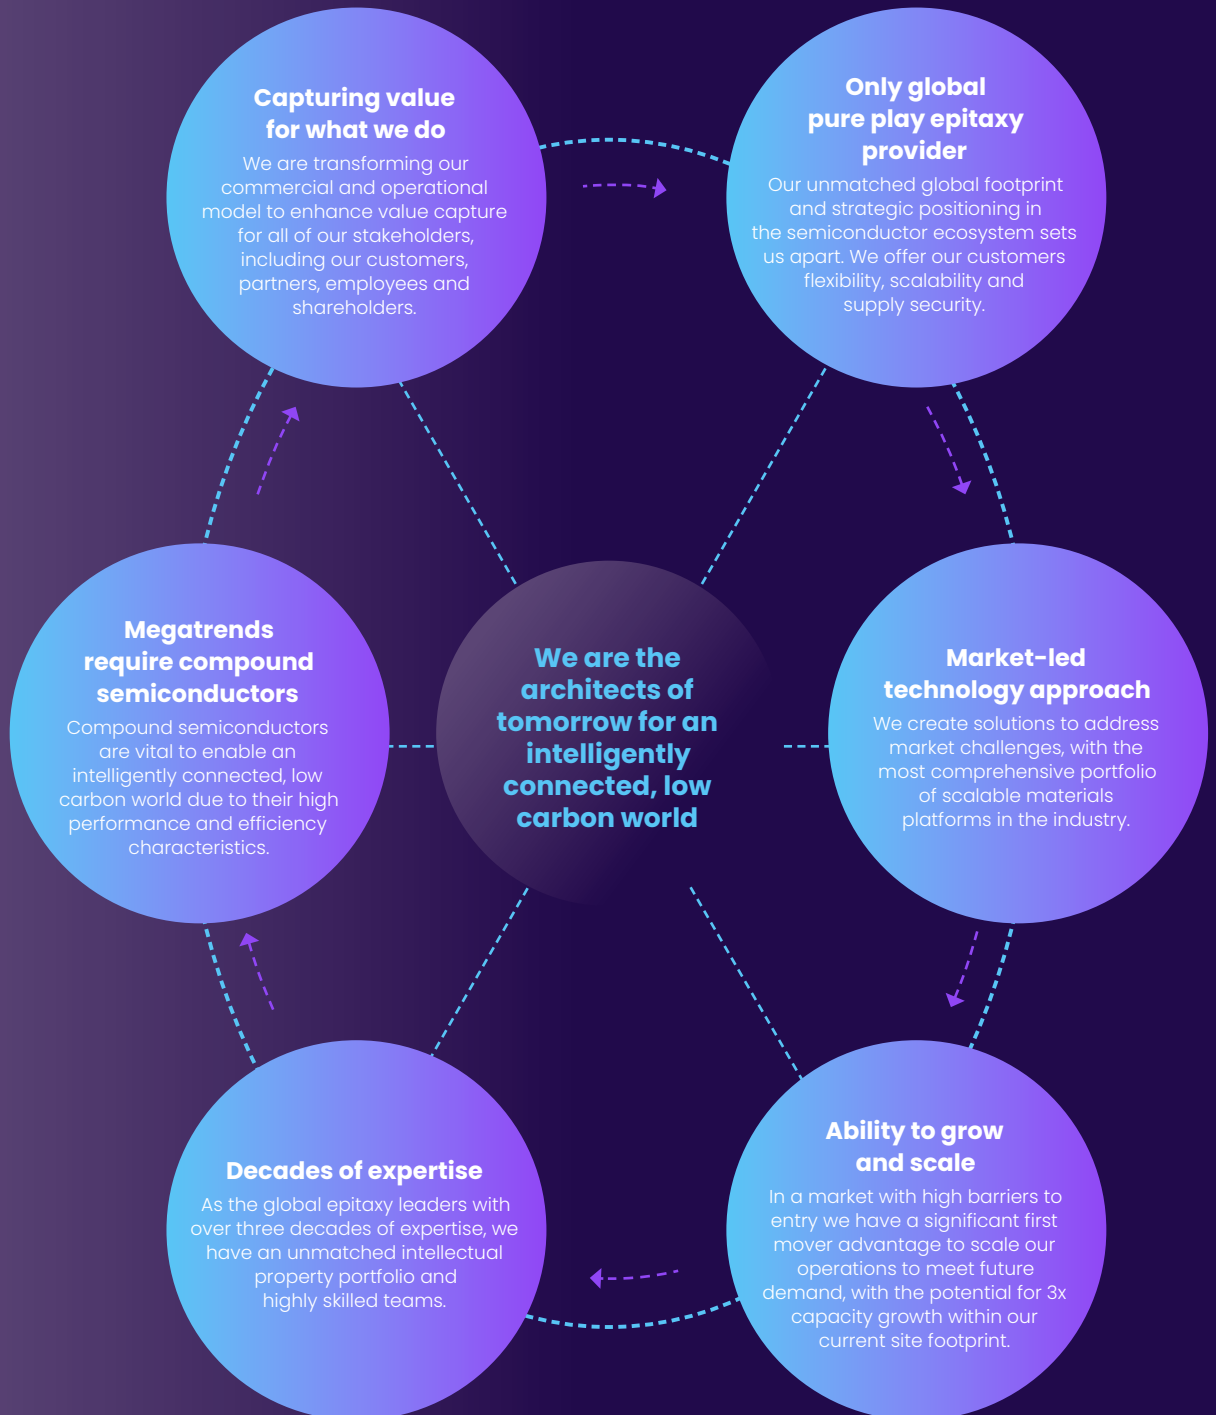 Capturing value
for what we do
We are transforming our
commercial and operational
model to enhance value capture
for all of our stakeholders,
including our customers,
partners, employees and
shareholders.
Only global
pure play epitaxy
provider
Our unmatched global footprint
and strategic positioning in
the semiconductor ecosystem sets
us apart. We offer our customers
flexibility, scalability and
supply security.
Megatrends
require compound
semiconductors
Compound semiconductors
are vital to enable an
intelligently connected, low
carbon world due to their high
performance and efficiency
characteristics.
We are the
architects of
tomorrow for an
intelligently
connected, low
carbon world
Market-led
technology approach
We create solutions to address
market challenges, with the
most comprehensive portfolio
of scalable materials
platforms in the industry.
Decades of expertise
As the global epitaxy leaders with
over three decades of expertise, we
have an unmatched intellectual
property portfolio and
highly skilled teams.
Ability to grow
and scale
In a market with high barriers to
entry we have a significant first
mover advantage to scale our
operations to meet future
demand, with the potential for 3x
capacity growth within our
current site footprint.